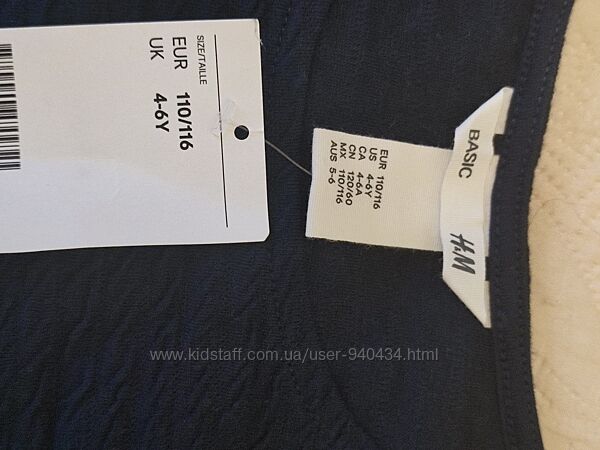 SIZE/TAILLE
EUR 110/116
UK 4-6Y
EUR 110/116
US 4-6Y
CA 4-6A
CN 120/60
MX 110/116
AUS 5-6
BASIC
H&M
www.kidstaff.com.ua/user-940434.html